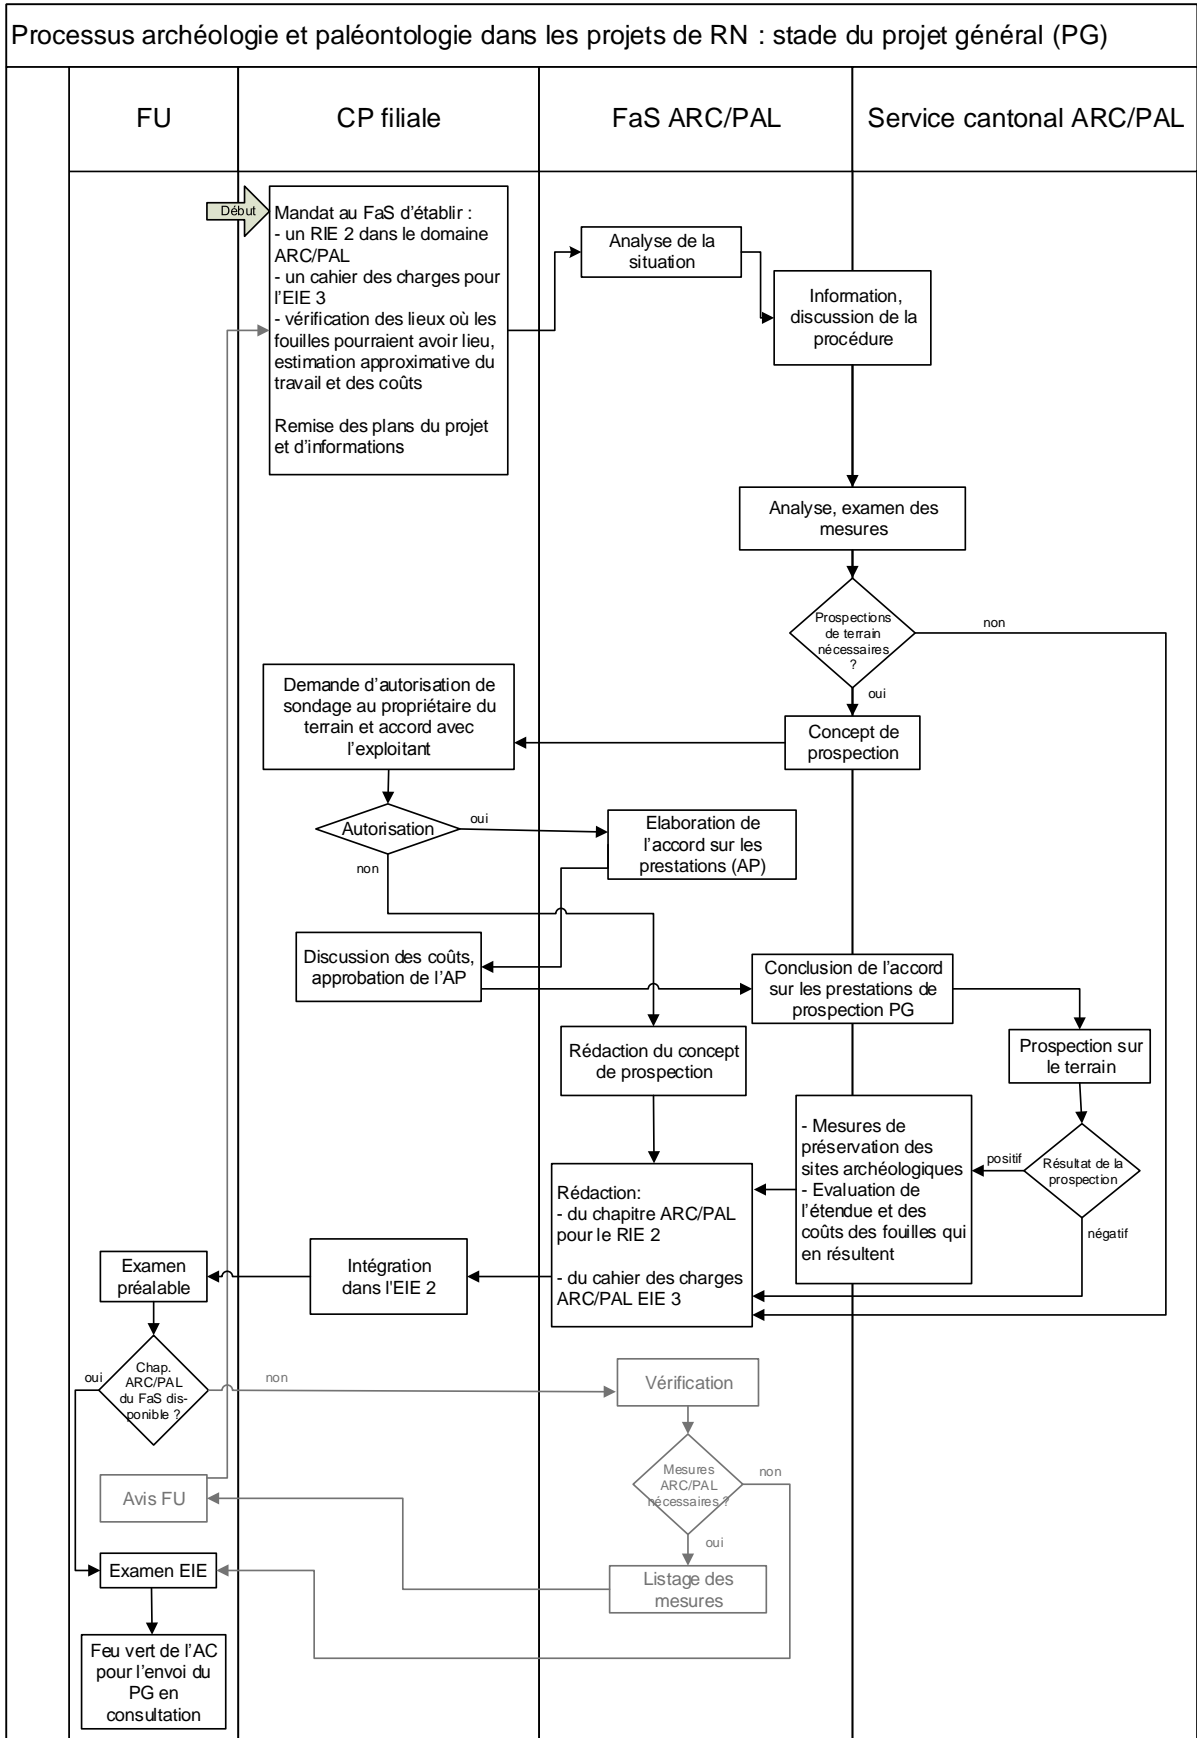 Processus archéologie et paléontologie dans les projets de RN : stade du projet général (PG)
FU
CP filiale
FaS ARC/PAL
Service cantonal ARC/PAL
Début
Mandat au FaS d’établir :
- un RIE 2 dans le domaine
ARC/PAL
- un cahier des charges pour
l’EIE 3
- vérification des lieux où les
fouilles pourraient avoir lieu,
estimation approximative du
travail et des coûts
Remise des plans du projet
et d’informations
Analyse de la
situation
Information,
discussion de la
procédure
Analyse, examen des
mesures
Prospections
de terrain
nécessaires
?
non
oui
Concept de
prospection
Demande d’autorisation de
sondage au propriétaire du
terrain et accord avec
l’exploitant
Autorisation
oui
non
Elaboration de
l’accord sur les
prestations (AP)
Discussion des coûts,
approbation de l’AP
Conclusion de l’accord
sur les prestations de
prospection PG
Rédaction du concept
de prospection
Prospection sur
le terrain
Résultat de la
prospection
positif
négatif
- Mesures de
préservation des
sites archéologiques
- Evaluation de
l’étendue et des
coûts des fouilles qui
en résultent
Rédaction:
- du chapitre ARC/PAL
pour le RIE 2
- du cahier des charges
ARC/PAL EIE 3
Intégration
dans l’EIE 2
Examen
préalable
Chap.
ARC/PAL
du FaS dis-
ponible ?
oui
non
Vérification
Mesures
ARC/PAL
nécessaires ?
non
oui
Avis FU
Listage des
mesures
Examen EIE
Feu vert de l’AC
pour l’envoi du
PG en
consultation